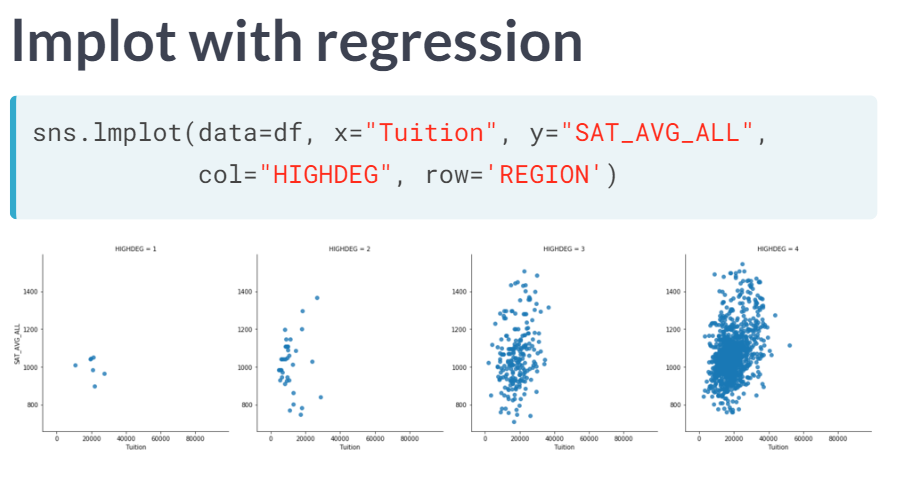 lmplot with regression
sns.lmplot(data=df, x="Tuition", y="SAT_AVG_ALL",
col="HIGHDEG", row='REGION')
HIGHDEG = 1
HIGHDEG = 2
HIGHDEG = 3
HIGHDEG = 4
SAT_AVG_ALL
1400
1200
1000
800
0 20000 40000 60000 80000
Tuition
1400
1200
1000
800
0 20000 40000 60000 80000
Tuition
1400
1200
1000
800
0 20000 40000 60000 80000
Tuition
1400
1200
1000
800
0 20000 40000 60000 80000
Tuition